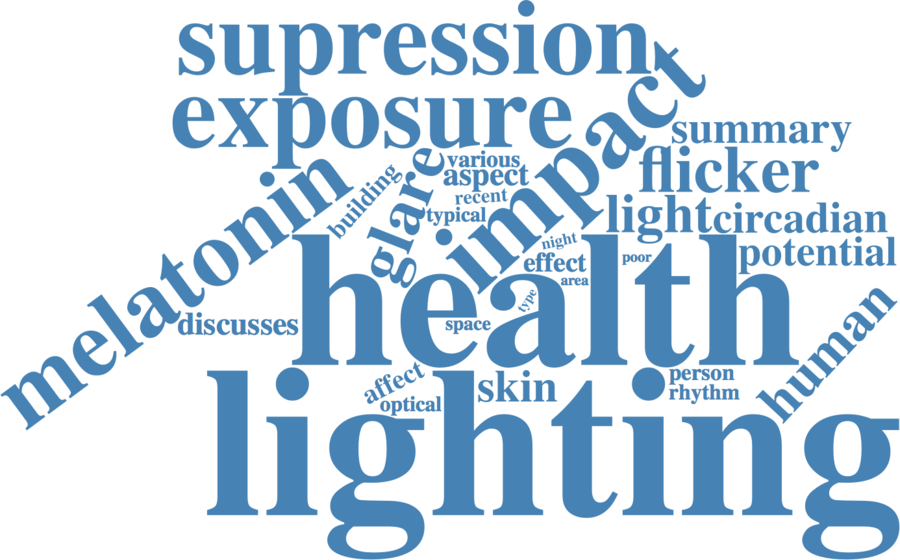 supression
exposure
impact
summary
melatonin
building
glare
various
aspect
recent
typical
flicker
light
circadian
potential
night
effect
poor
area
type
health
discusses
space
human
affect
optical
skin
person
rhythm
lighting